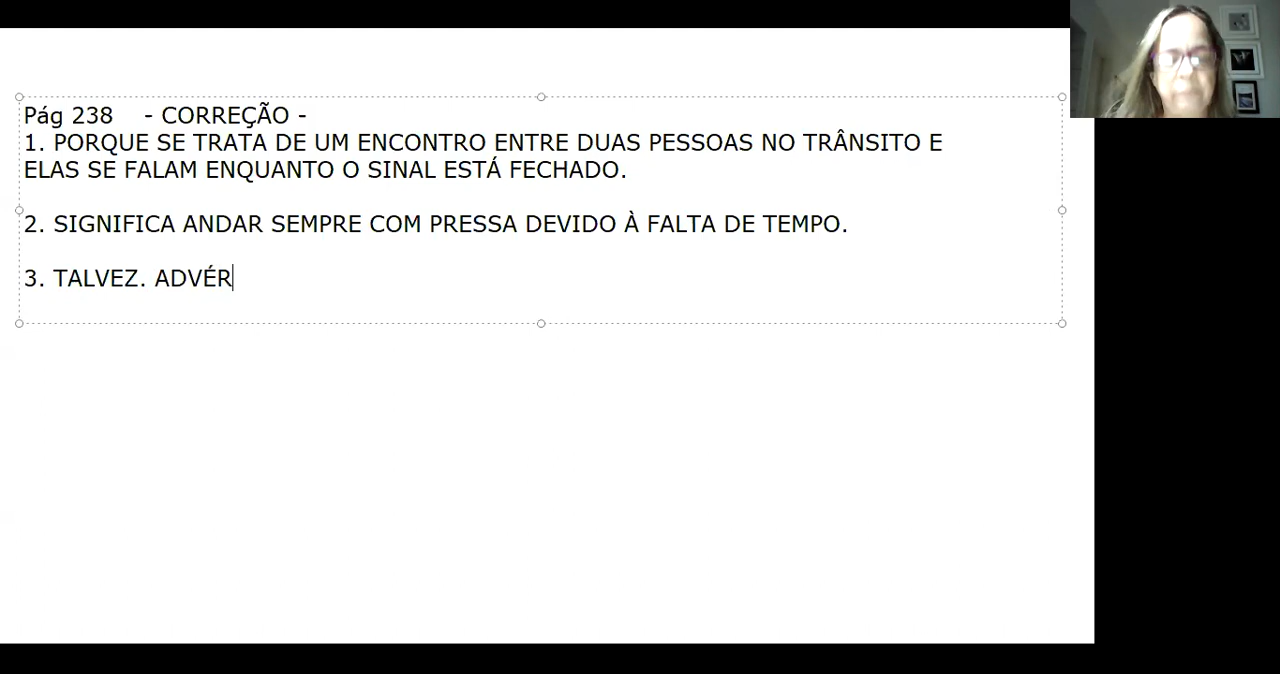 Pág 238 - CORREÇÃO -
1. PORQUE SE TRATA DE UM ENCONTRO ENTRE DUAS PESSOAS NO TRÂNSITO E
ELAS SE FALAM ENQUANTO O SINAL ESTÁ FECHADO.
2. SIGNIFICA ANDAR SEMPRE COM PRESSA DEVIDO À FALTA DE TEMPO.
3. TALVEZ. ADVÉR